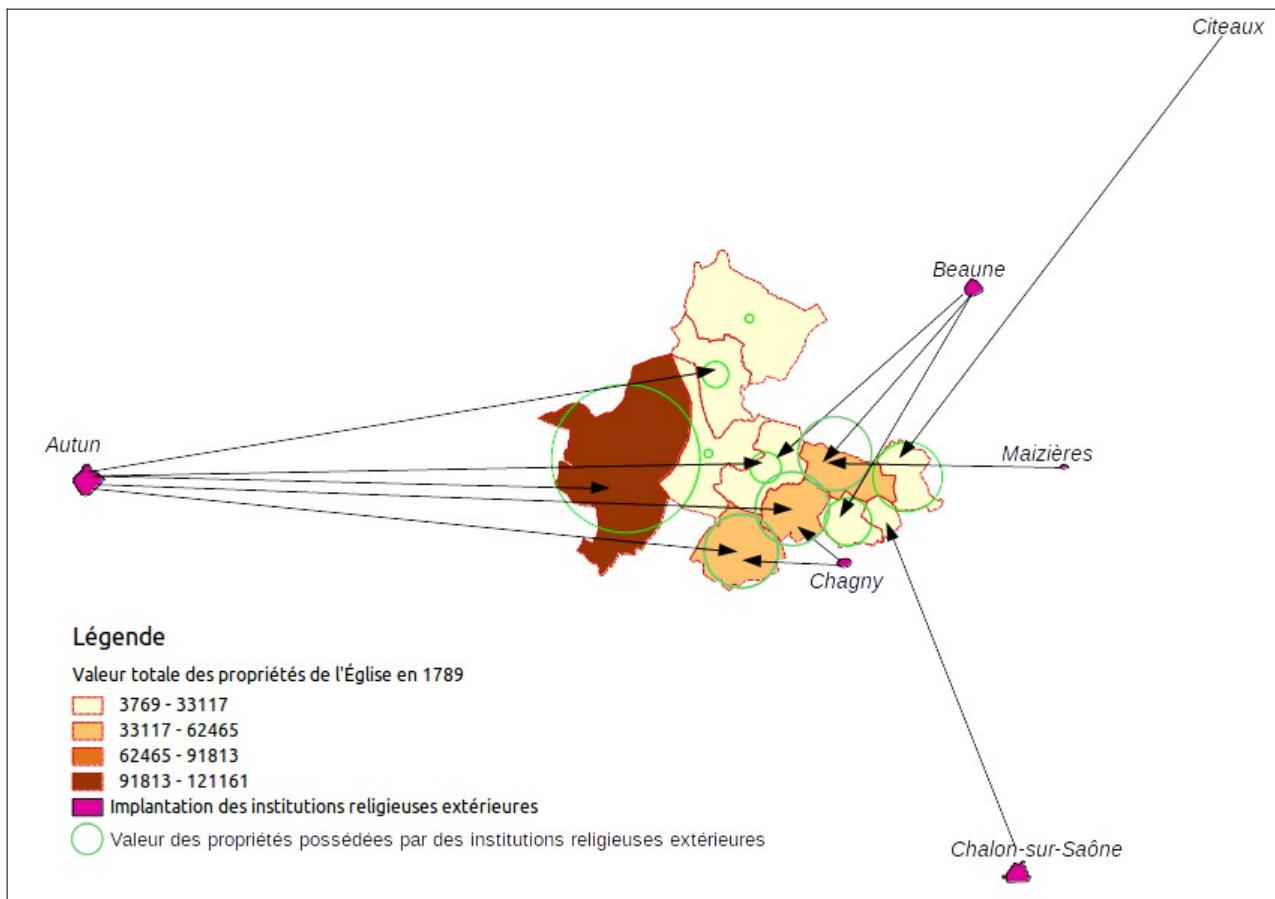 Citeaux
Beaune
Autun
Maizières
Chagny
Légende
Valeur totale des propriétés de l'Église en 1789
3769 - 33117
33117 - 62465
62465 - 91813
91813 - 121161
Implantation des institutions religieuses extérieures
Valeur des propriétés possédées par des institutions religieuses extérieures
Chalon-sur-Saône